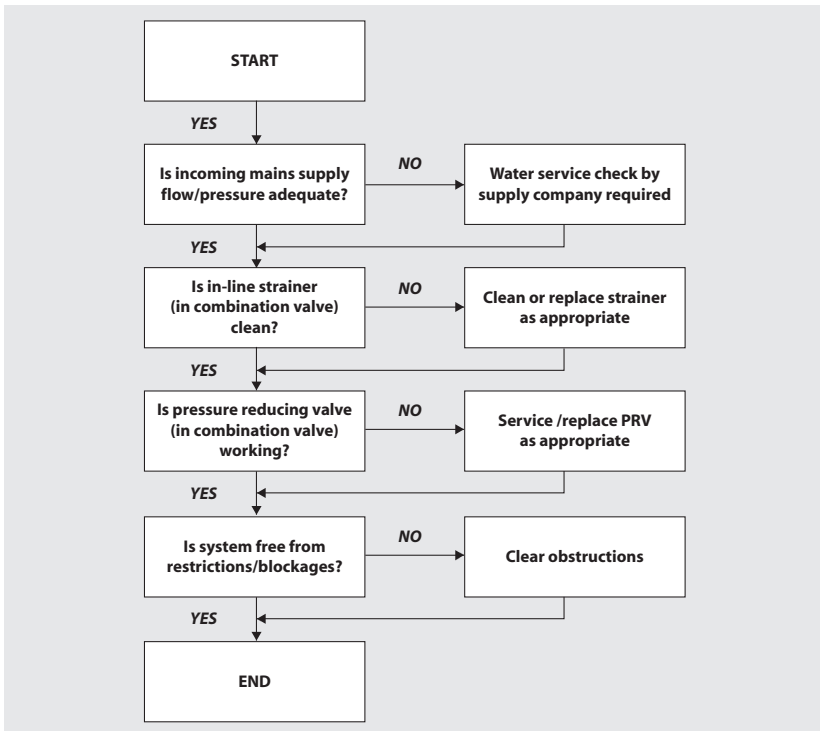 START
YES
Is incoming mains supply
flow/pressure adequate?
NO
Water service check by
supply company required
YES
Is in-line strainer
(in combination valve)
clean?
NO
Clean or replace strainer
as appropriate
YES
Is pressure reducing valve
(in combination valve)
working?
NO
Service /replace PRV
as appropriate
YES
Is system free from
restrictions/blockages?
NO
Clear obstructions
YES
END